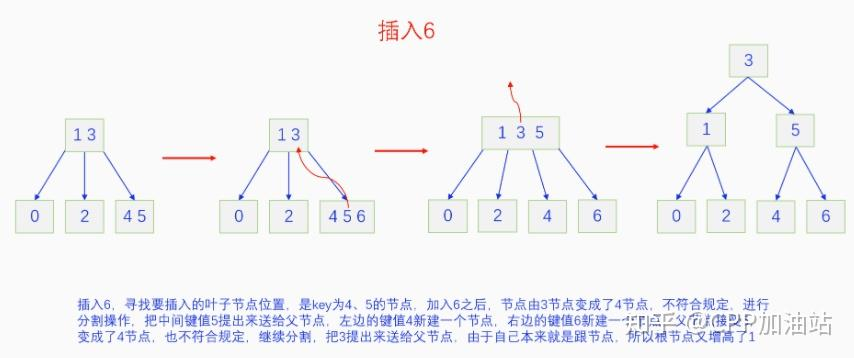 插入6
3
1 3
1 3
1 3 5
1
5
0
2
4 5
0
2
4 5 6
0
2
4
6
0
2
4
6
插入6，寻找要插入的叶子节点位置，是key为4、5的节点，加入6之后，节点由3节点变成了4节点，不符合规定，进行
分割操作，把中间键值5提出来送给父节点，左边的键值4新建一个节点，右边的键值6新建一个节点，父节点
变成了4节点，也不符合规定，继续分割，把3提出来送给父节点，由于自己本来就是跟节点，所以根节点又增高了1
知乎 @CPP加油站